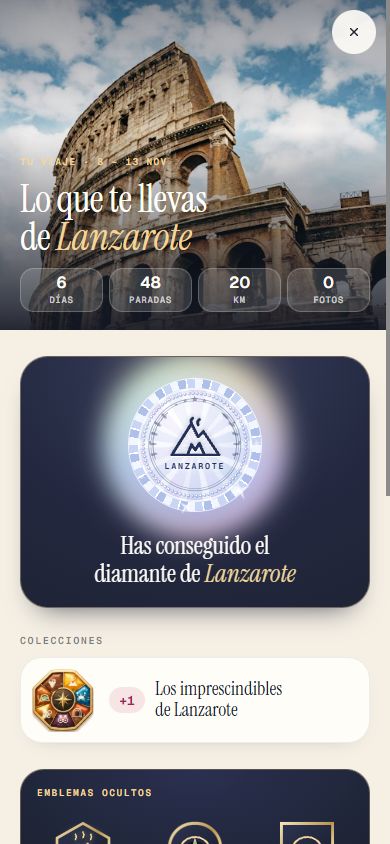 ×
TU VIAJE · 8 – 13 NOV
Lo que te llevas
de Lanzarote
6
DÍAS
48
PARADAS
20
KM
0
FOTOS
LANZAROTE
Has conseguido el
diamante de Lanzarote
COLECCIONES
+1
Los imprescindibles
de Lanzarote
EMBLEMAS OCULTOS